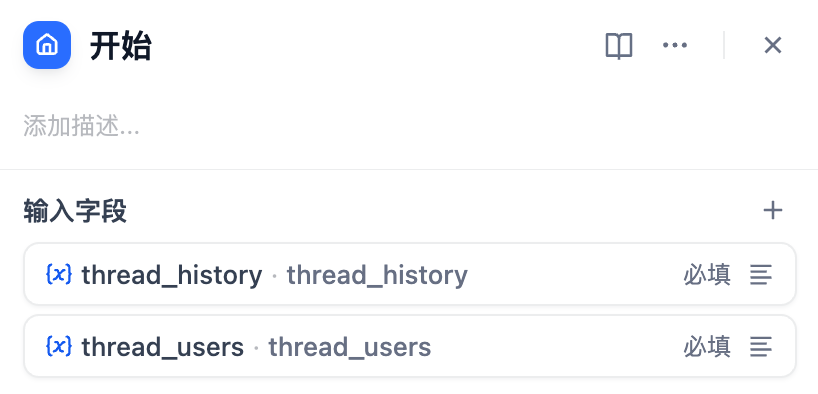 开始
添加描述...
输入字段
{x} thread_history · thread_history 必填
{x} thread_users · thread_users 必填